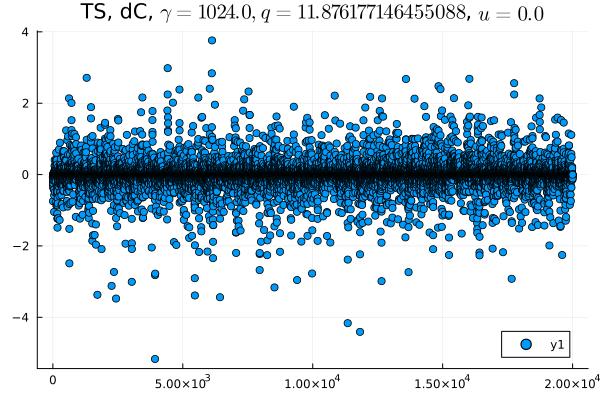 TS, dC, γ = 1024.0, q = 11.876177146455088, u = 0.0
4
2
0
−2
−4
y1
0 5.00×10³ 1.00×10⁴ 1.50×10⁴ 2.00×10⁴